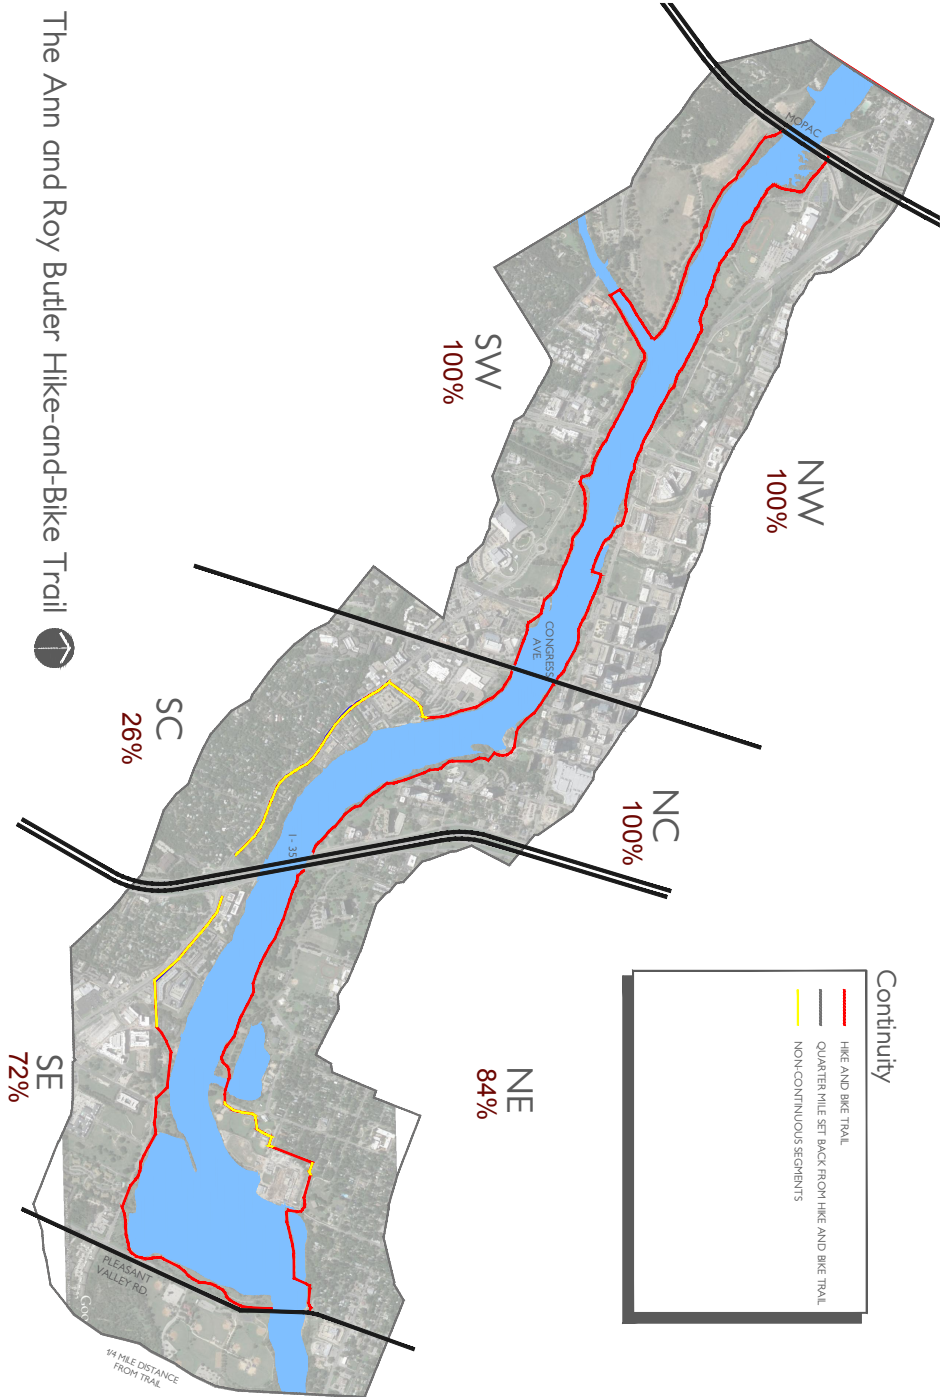 The Ann and Roy Butler Hike-and-Bike Trail
Continuity
HIKE AND BIKE TRAIL
QUARTER MILE SET BACK FROM HIKE AND BIKE TRAIL
NON-CONTINUOUS SEGMENTS
MOPAC
SW
100%
NW
100%
CONGRESS
AVE.
SC
26%
NC
100%
I-35
SE
72%
NE
84%
PLEASANT
VALLEY RD.
Goo
1/4 MILE DISTANCE
FROM TRAIL